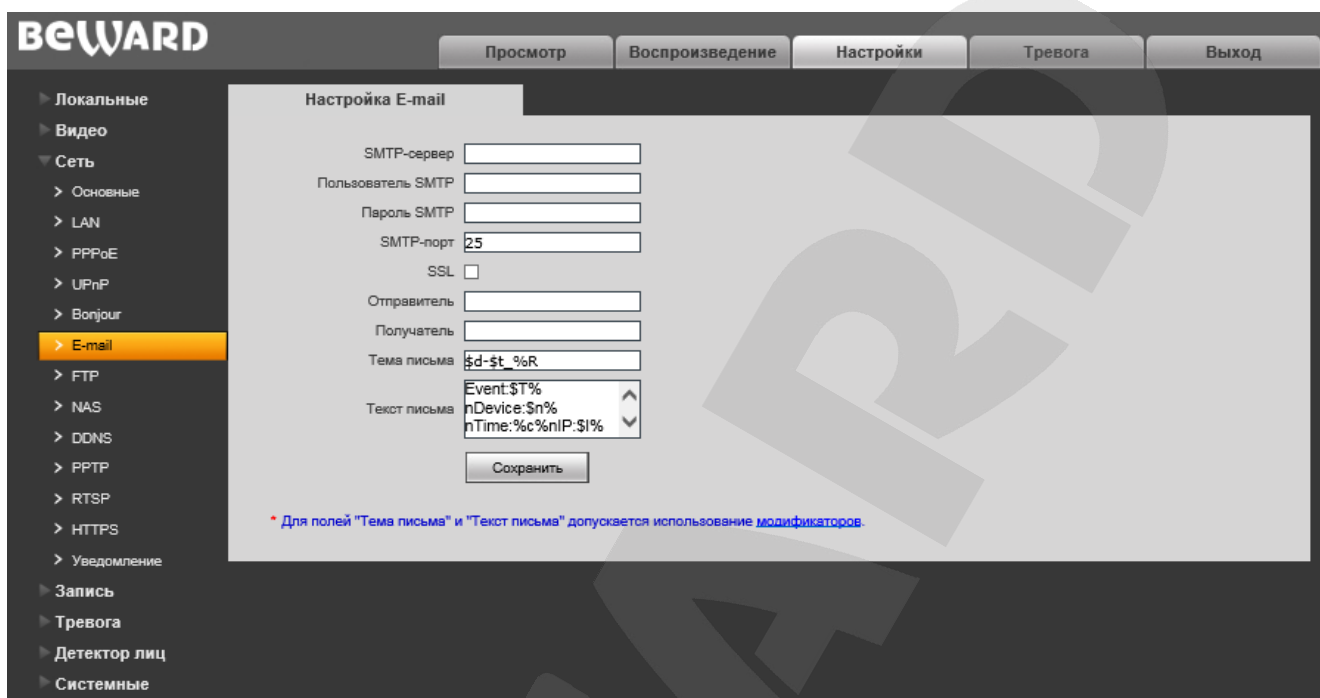 BEWARD
Просмотр Воспроизведение Настройки Тревога Выход
Локальные
Видео
Сеть
Основные
LAN
PPPoE
UPnP
Bonjour
E-mail
FTP
NAS
DDNS
PPTP
RTSP
HTTPS
Уведомление
Запись
Тревога
Детектор лиц
Системные
Настройка E-mail
SMTP-сервер
Пользователь SMTP
Пароль SMTP
SMTP-порт 25
SSL
Отправитель
Получатель
Тема письма $d-$t_%R
Текст письма
Event:$T%
nDevice:$n%
nTime:%c%nIP:$I%
Сохранить
* Для полей "Тема письма" и "Текст письма" допускается использование модификаторов.